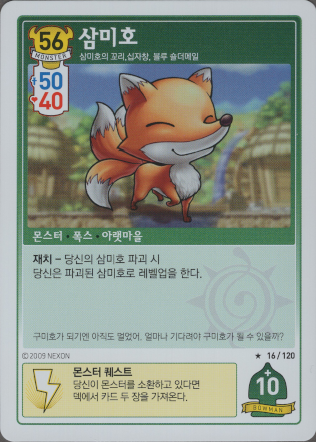 56
MONSTER
삼미호
삼미호의 꼬리,십자창, 블루 숄더메일
50
40
몬스터·폭스·아랫마을
재치 – 당신의 삼미호 파괴 시
당신은 파괴된 삼미호로 레벨업을 한다.
구미호가 되기엔 아직도 멀었어, 얼마나 기다려야 구미호가 될 수 있을까?
©2009 NEXON
★ 16/120
몬스터 퀘스트
당신이 몬스터를 소환하고 있다면
덱에서 카드 두 장을 가져온다.
+
10
BOWMAN